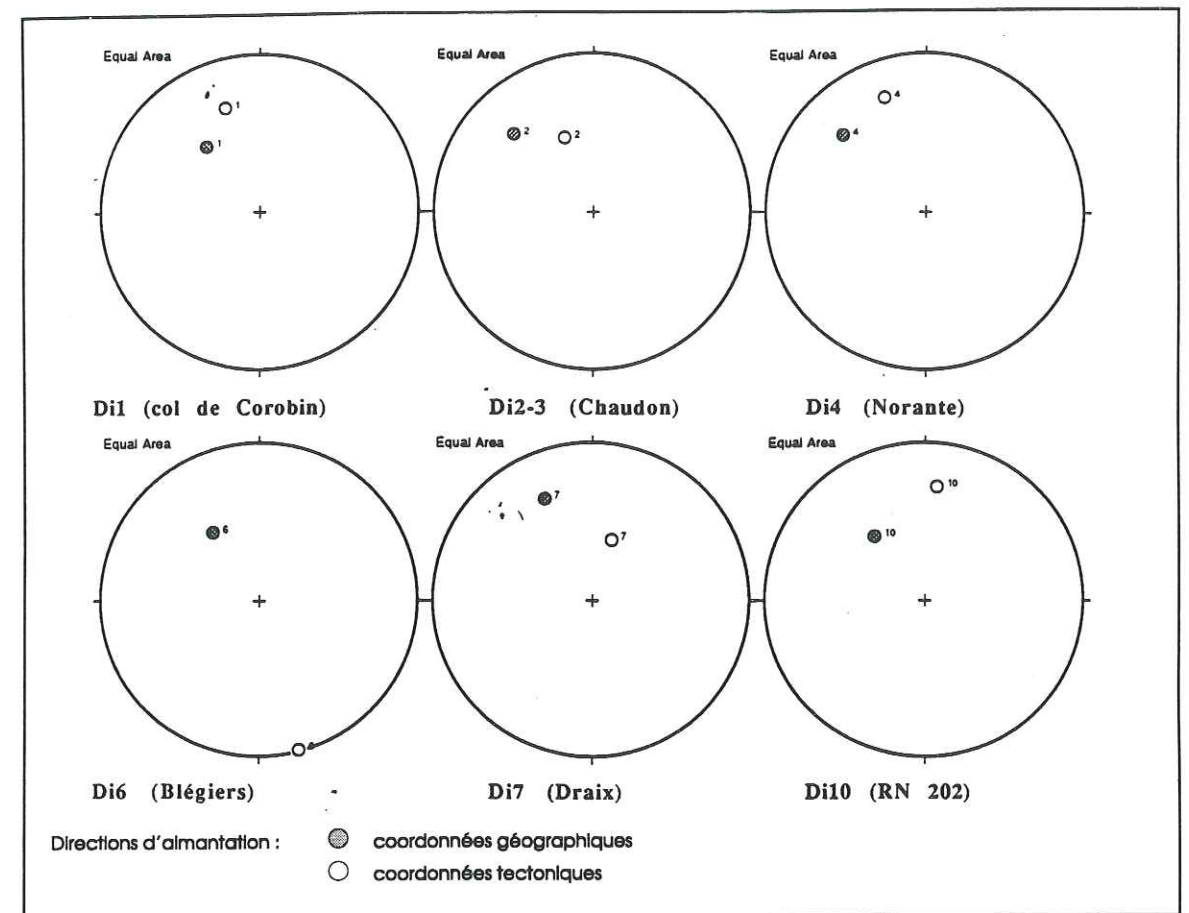 Equal Area Equal Area Equal Area
1 2 2 4
1 4
Di1 (col de Corobin) Di2-3 (Chaudon) Di4 (Norante)
Equal Area Equal Area Equal Area
6 7 7 10
10
Di6 (Blégiers) Di7 (Draix) Di10 (RN 202)
Directions d'aimantation : coordonnées géographiques
coordonnées tectoniques